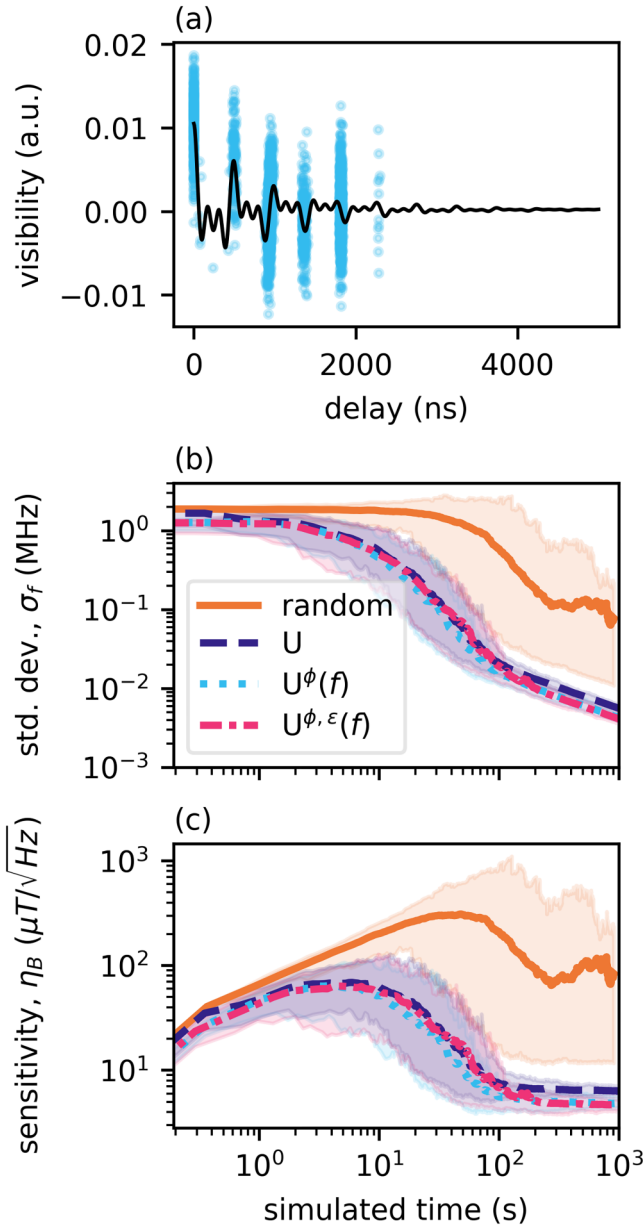 (a)
0.02
0.01
0.00
−0.01
visibility (a.u.)
0 2000 4000
delay (ns)
(b)
10⁰
10⁻¹
10⁻²
10⁻³
std. dev., σ_f (MHz)
random
U
U^ϕ(f)
U^{ϕ, ε}(f)
(c)
10³
10²
10¹
sensitivity, η_B (μT/√Hz)
10⁰ 10¹ 10² 10³
simulated time (s)